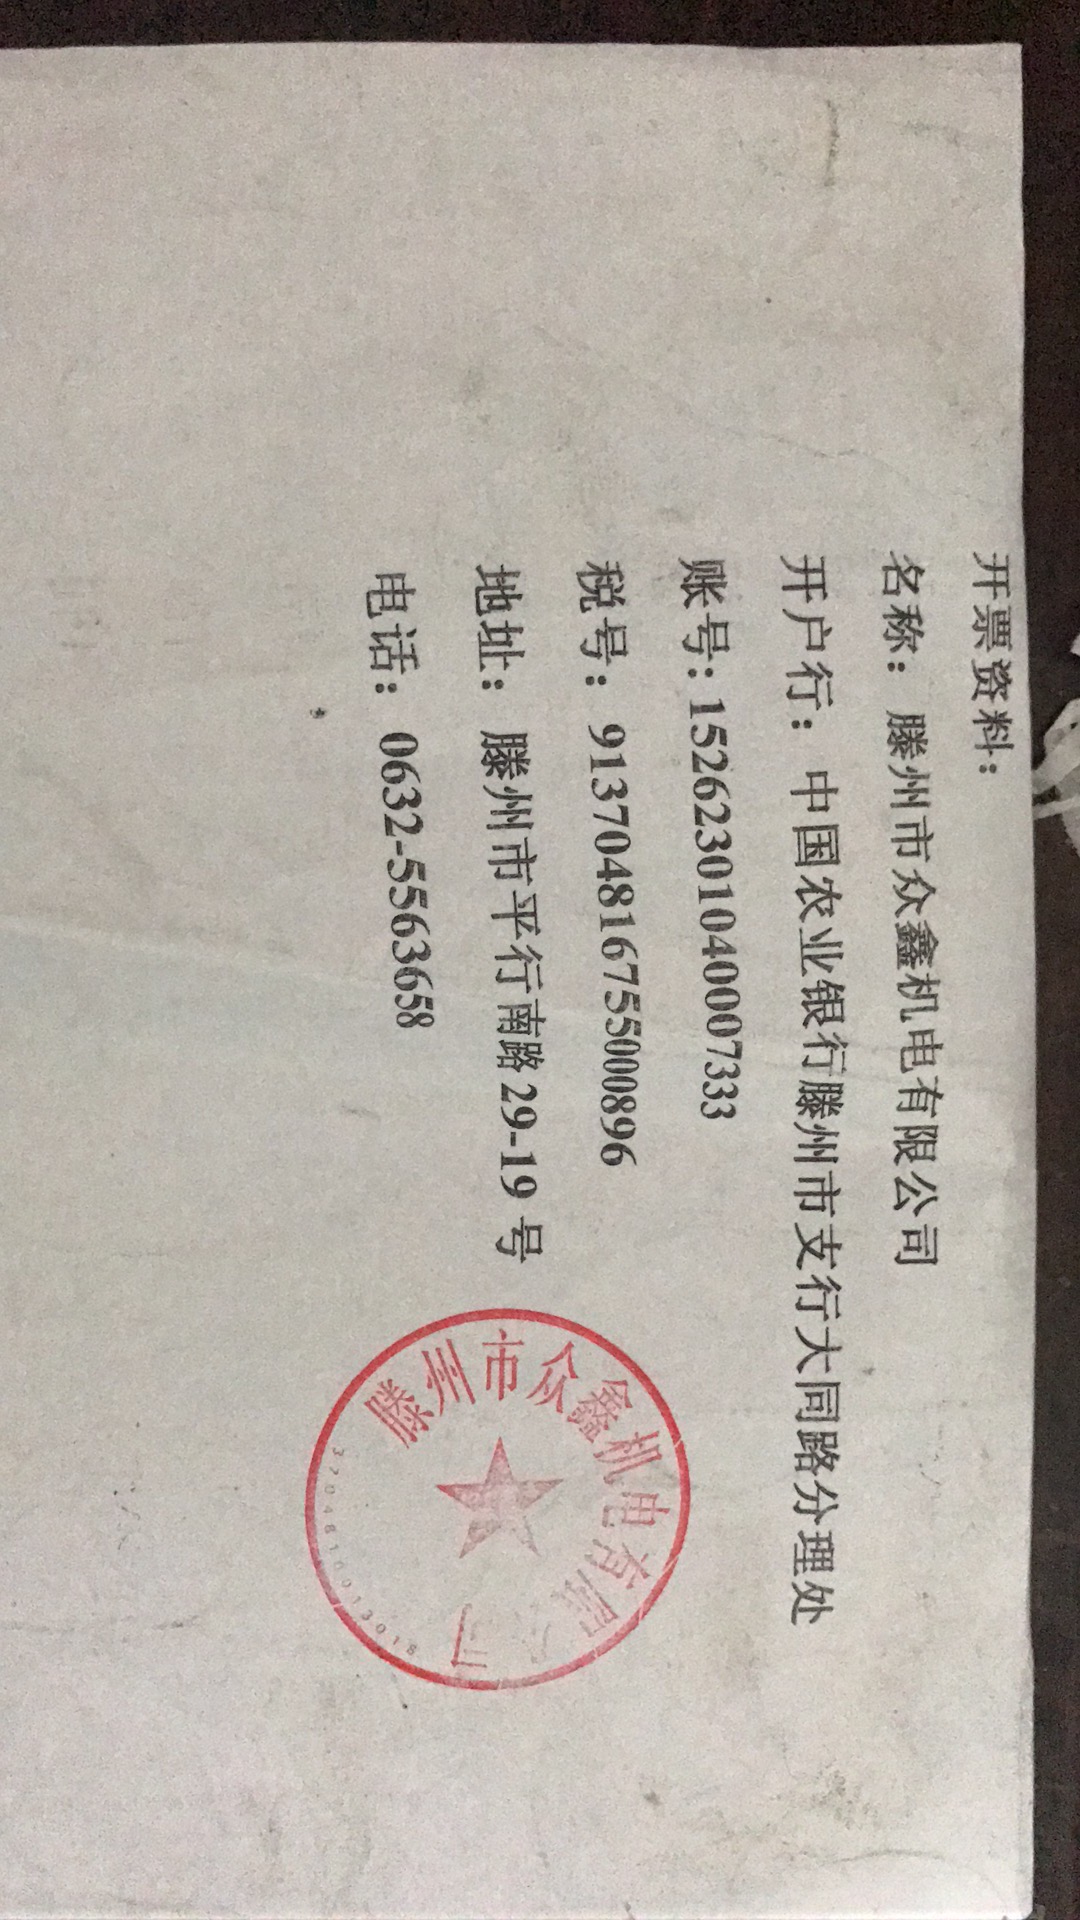 开票资料：
名称：滕州市众鑫机电有限公司
开户行：中国农业银行滕州市支行大同路分理处
账号：15262301040007333
税号：913704816755000896
地址：滕州市平行南路29-19号
电话：0632-5563658
滕州市众鑫机电有限公司